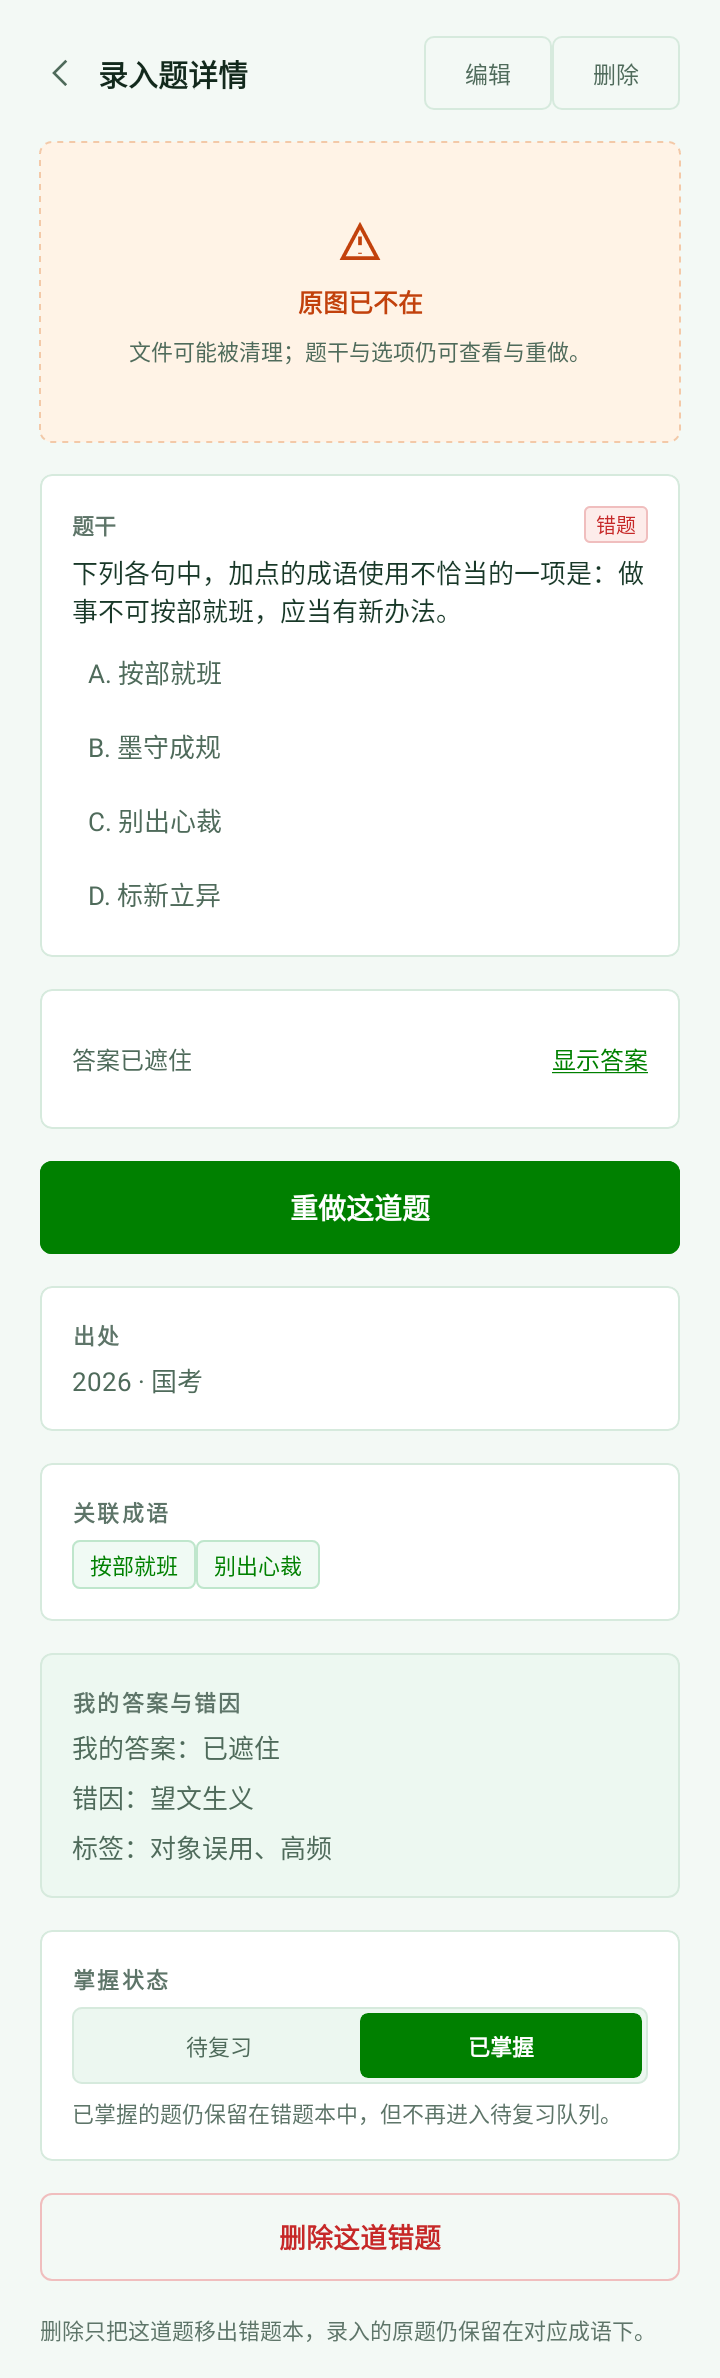 录入题详情
编辑
删除
原图已不在
文件可能被清理；题干与选项仍可查看与重做。
题干
错题
下列各句中，加点的成语使用不恰当的一项是：做
事不可按部就班，应当有新办法。
A. 按部就班
B. 墨守成规
C. 别出心裁
D. 标新立异
答案已遮住
显示答案
重做这道题
出处
2026 · 国考
关联成语
按部就班
别出心裁
我的答案与错因
我的答案：已遮住
错因：望文生义
标签：对象误用、高频
掌握状态
待复习
已掌握
已掌握的题仍保留在错题本中，但不再进入待复习队列。
删除这道错题
删除只把这道题移出错题本，录入的原题仍保留在对应成语下。